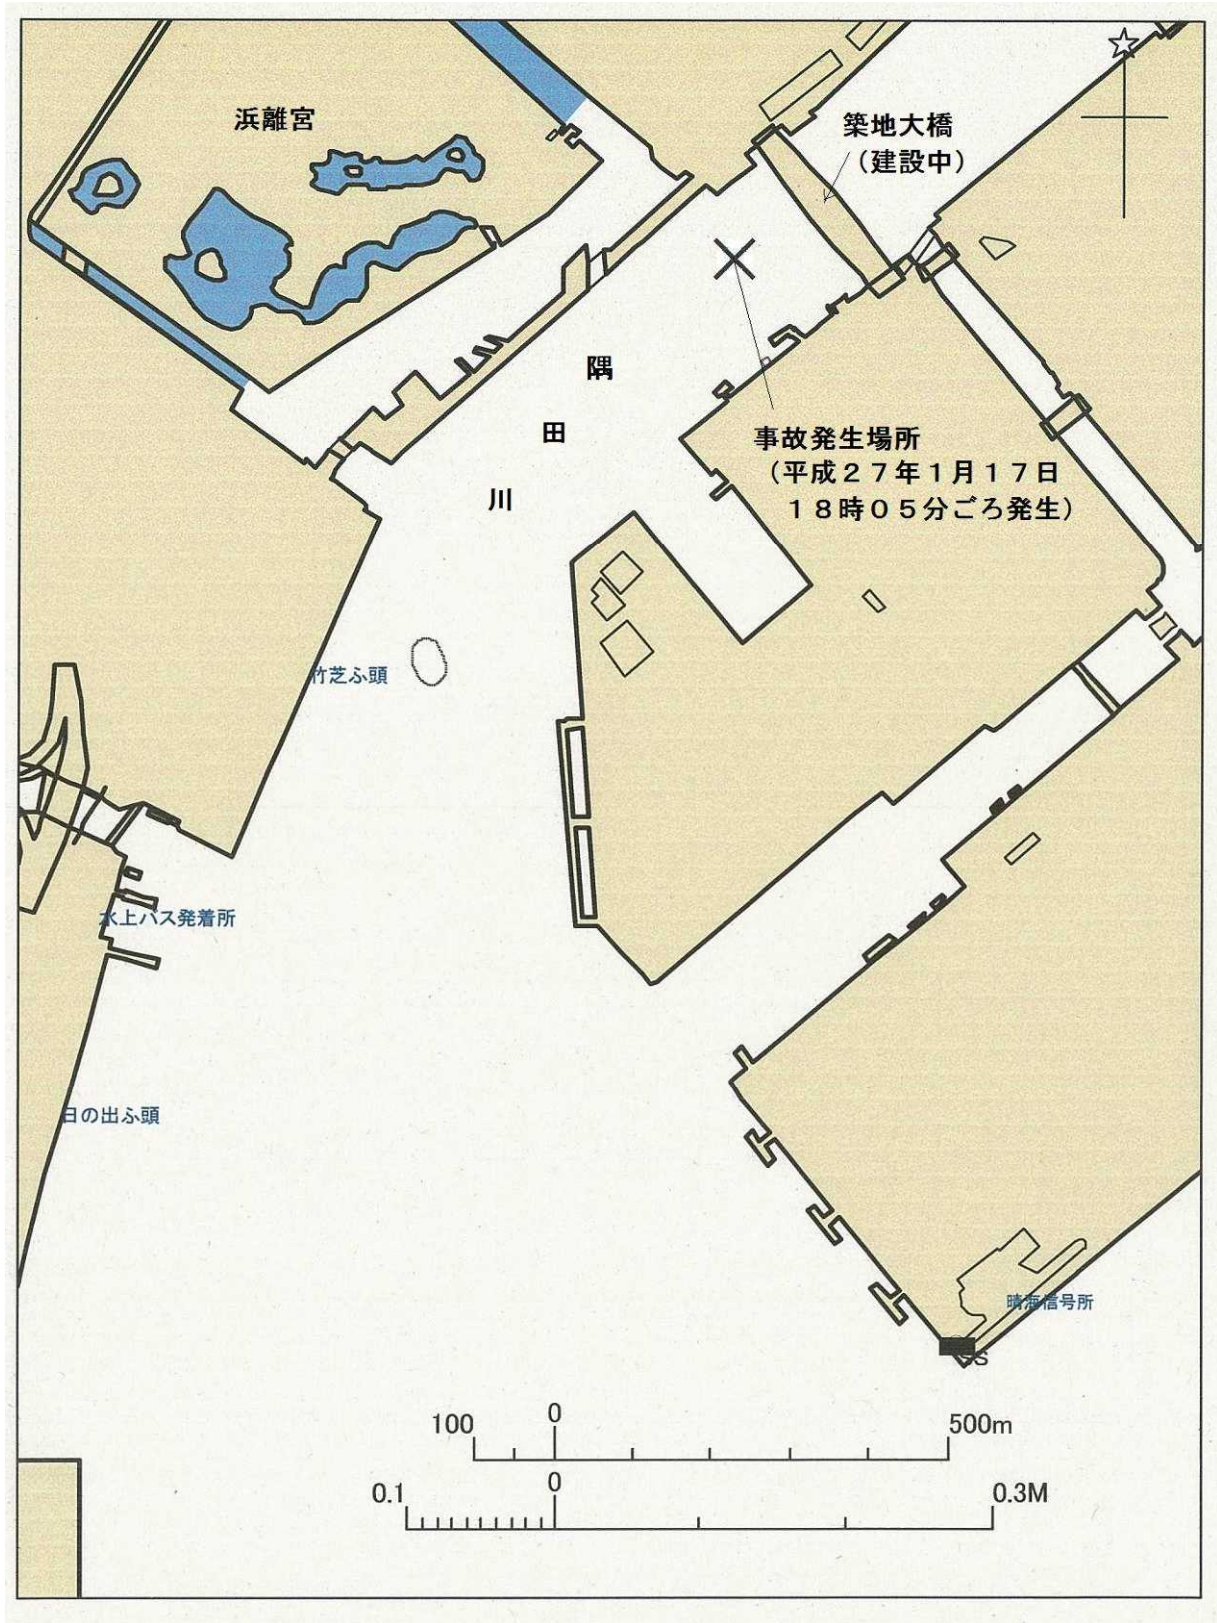 浜離宮
築地大橋
（建設中）
隅
田
川
事故発生場所
（平成２７年１月１７日
１８時０５分ごろ発生）
竹芝ふ頭
水上バス発着所
日の出ふ頭
晴海信号所
SS
100
0
500m
0.1
0
0.3M